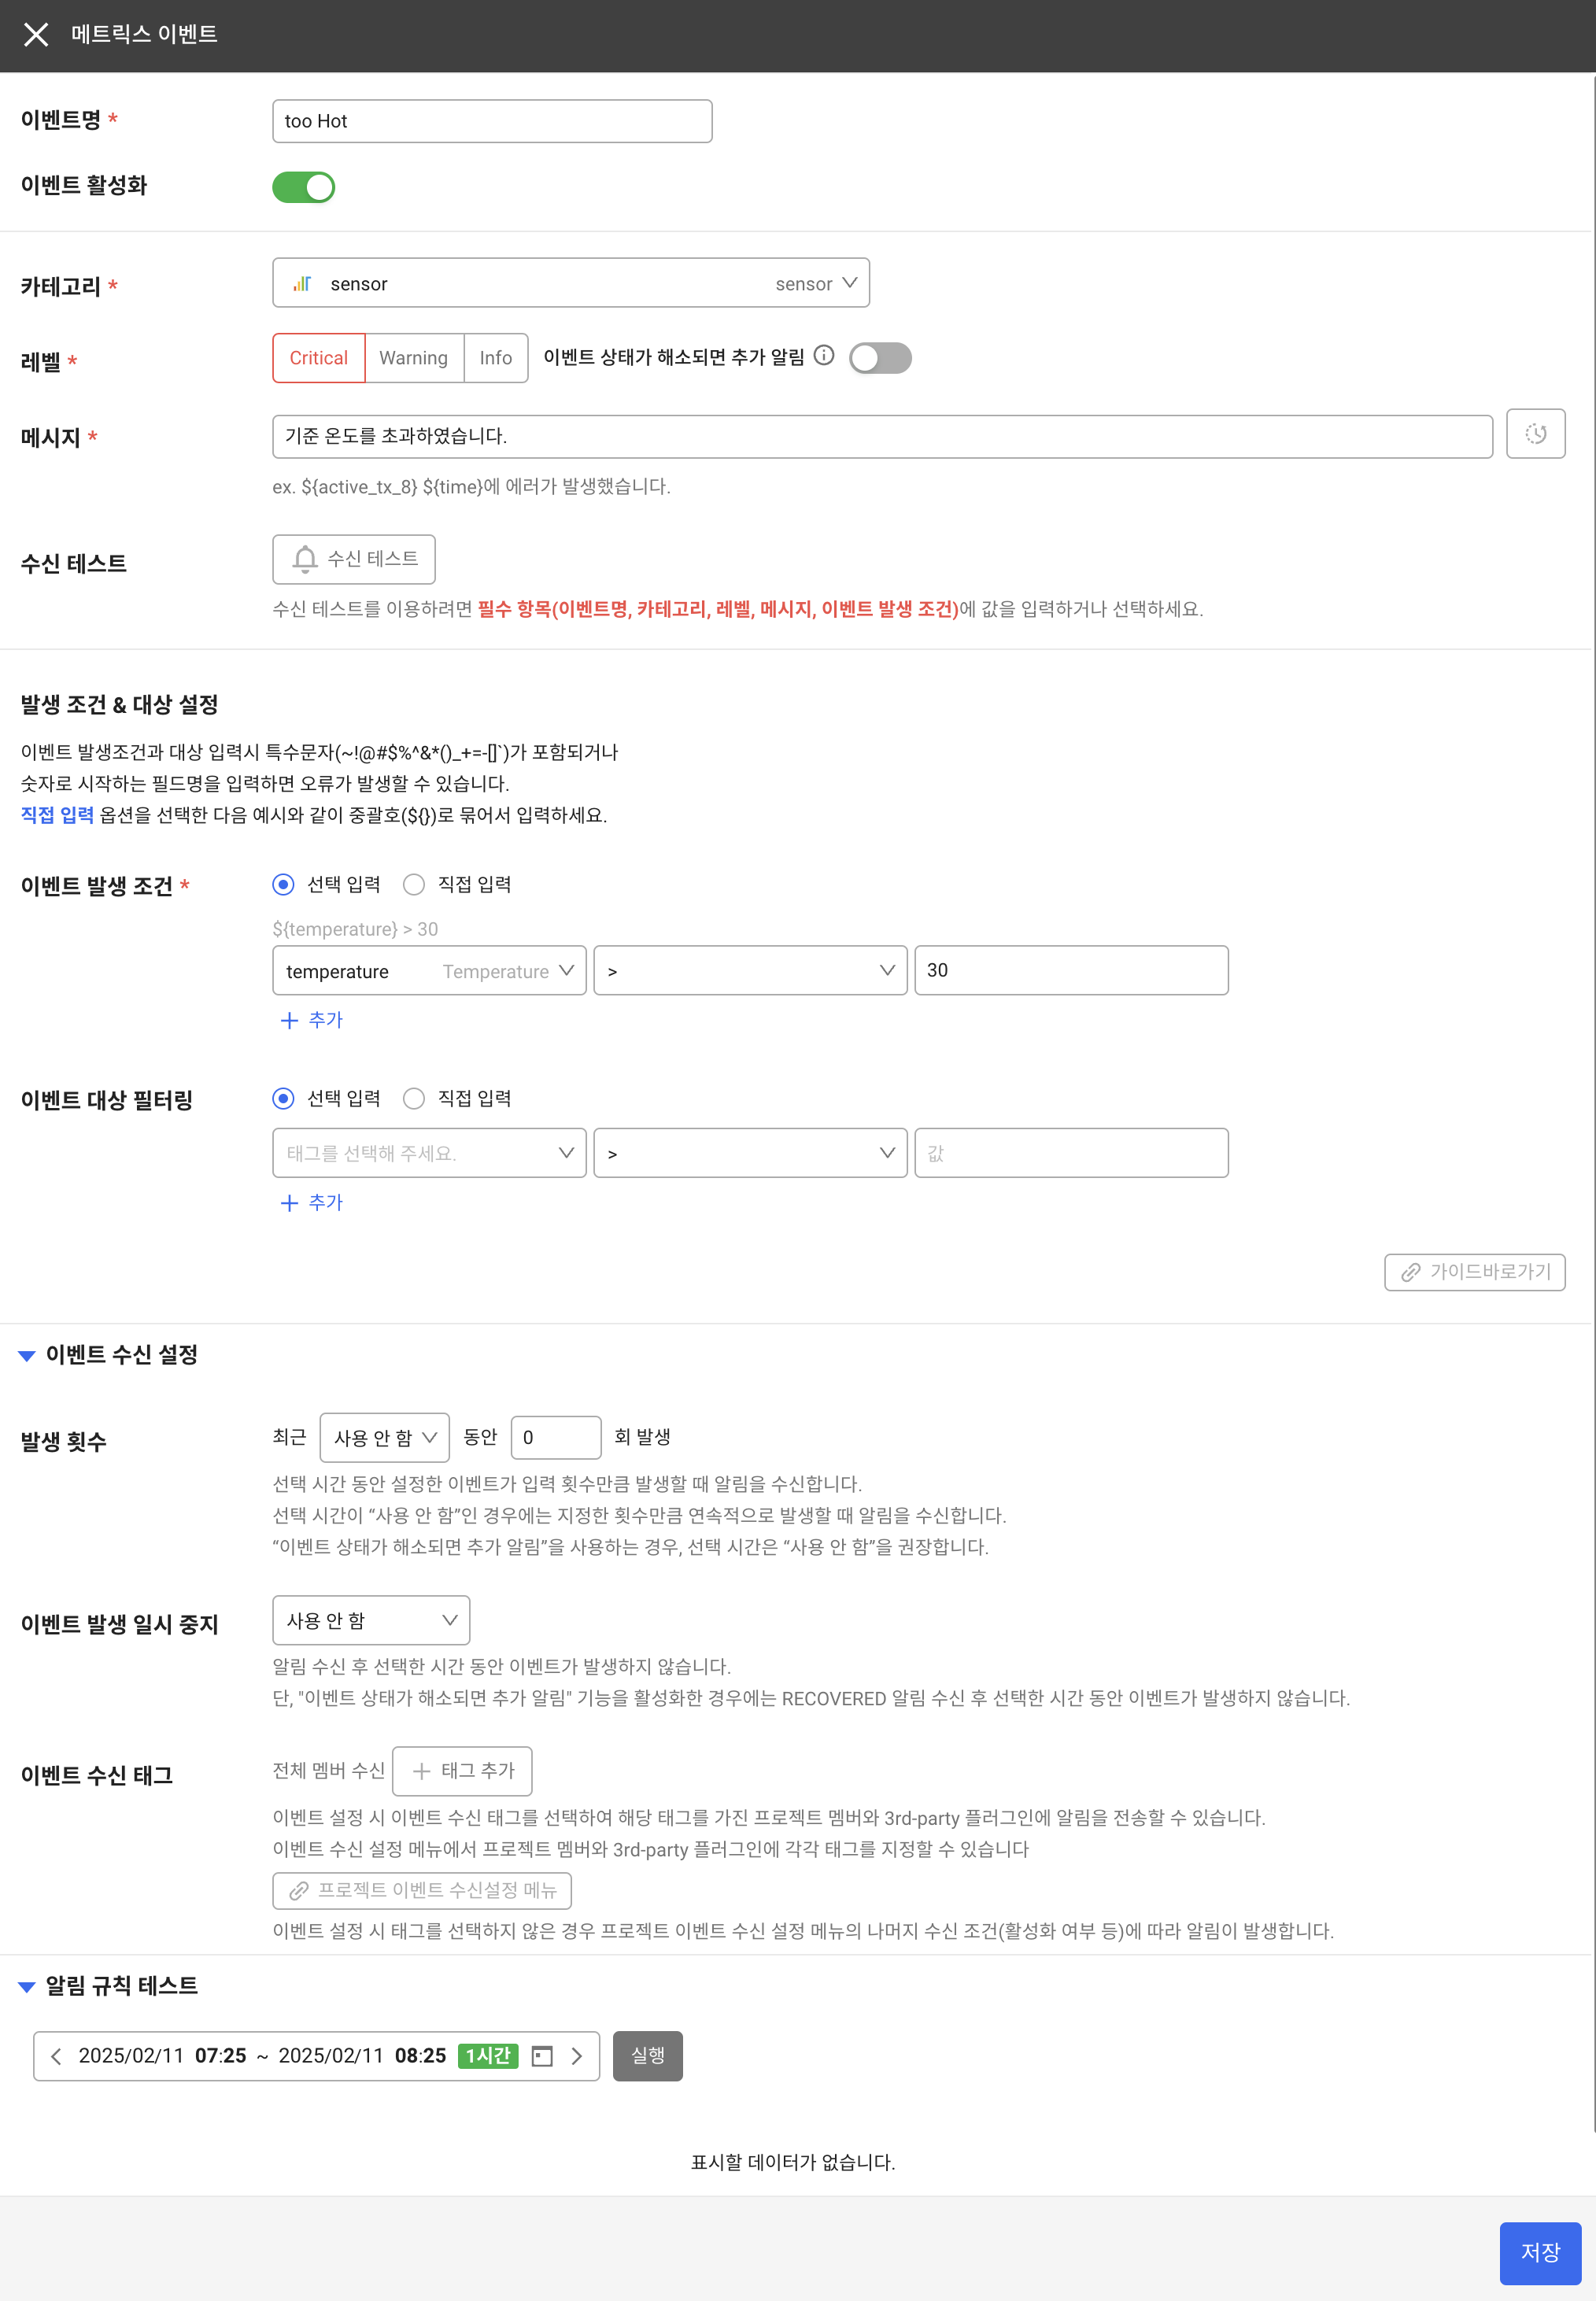 메트릭스 이벤트
이벤트명 *
too Hot
이벤트 활성화
카테고리 *
sensor sensor
레벨 *
Critical Warning Info 이벤트 상태가 해소되면 추가 알림
메시지 *
기준 온도를 초과하였습니다.
ex. ${active_tx_8} ${time}에 에러가 발생했습니다.
수신 테스트
수신 테스트
수신 테스트를 이용하려면 필수 항목(이벤트명, 카테고리, 레벨, 메시지, 이벤트 발생 조건)에 값을 입력하거나 선택하세요.
발생 조건 & 대상 설정
이벤트 발생조건과 대상 입력시 특수문자(~!@#$%^&*()_+=-[]`)가 포함되거나
숫자로 시작하는 필드명을 입력하면 오류가 발생할 수 있습니다.
직접 입력 옵션을 선택한 다음 예시와 같이 중괄호(${})로 묶어서 입력하세요.
이벤트 발생 조건 *
선택 입력 직접 입력
${temperature} > 30
temperature Temperature > 30
+ 추가
이벤트 대상 필터링
선택 입력 직접 입력
태그를 선택해 주세요. > 값
+ 추가
가이드바로가기
이벤트 수신 설정
발생 횟수
최근 사용 안 함 동안 0 회 발생
선택 시간 동안 설정한 이벤트가 입력 횟수만큼 발생할 때 알림을 수신합니다.
선택 시간이 “사용 안 함”인 경우에는 지정한 횟수만큼 연속적으로 발생할 때 알림을 수신합니다.
“이벤트 상태가 해소되면 추가 알림”을 사용하는 경우, 선택 시간은 “사용 안 함”을 권장합니다.
이벤트 발생 일시 중지
사용 안 함
알림 수신 후 선택한 시간 동안 이벤트가 발생하지 않습니다.
단, "이벤트 상태가 해소되면 추가 알림" 기능을 활성화한 경우에는 RECOVERED 알림 수신 후 선택한 시간 동안 이벤트가 발생하지 않습니다.
이벤트 수신 태그
전체 멤버 수신 + 태그 추가
이벤트 설정 시 이벤트 수신 태그를 선택하여 해당 태그를 가진 프로젝트 멤버와 3rd-party 플러그인에 알림을 전송할 수 있습니다.
이벤트 수신 설정 메뉴에서 프로젝트 멤버와 3rd-party 플러그인에 각각 태그를 지정할 수 있습니다
프로젝트 이벤트 수신설정 메뉴
이벤트 설정 시 태그를 선택하지 않은 경우 프로젝트 이벤트 수신 설정 메뉴의 나머지 수신 조건(활성화 여부 등)에 따라 알림이 발생합니다.
알림 규칙 테스트
2025/02/11 07:25 ~ 2025/02/11 08:25 1시간 실행
표시할 데이터가 없습니다.
저장